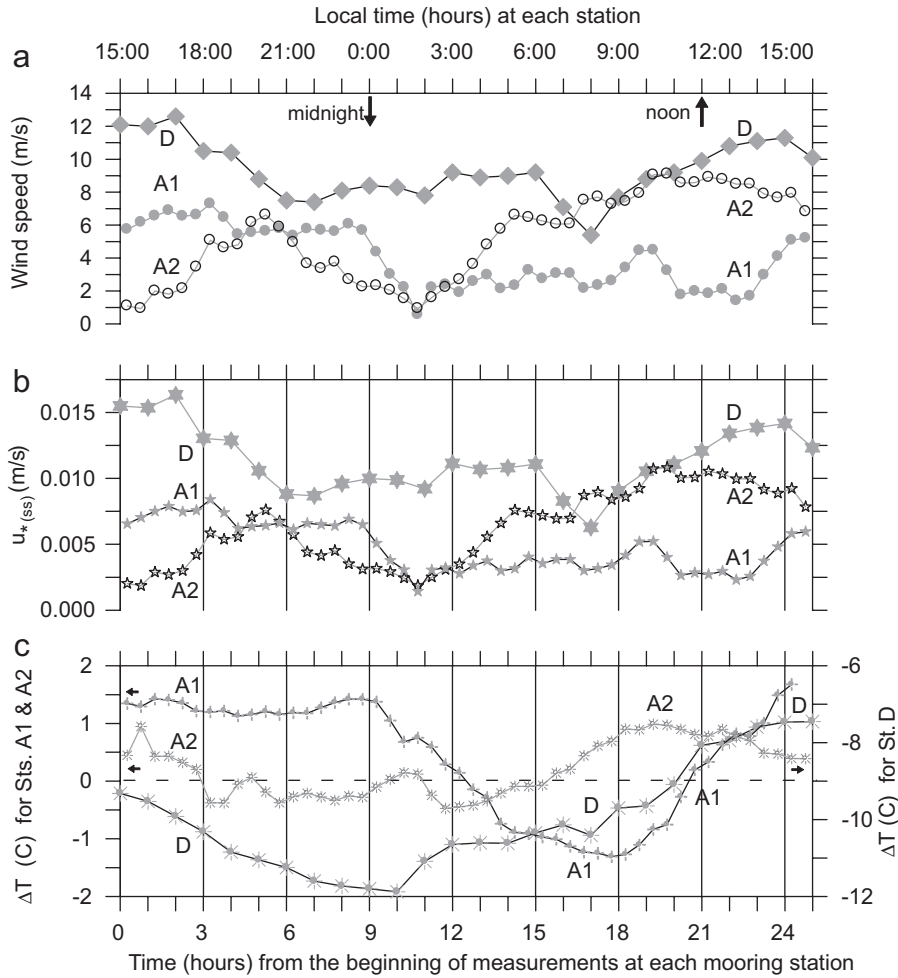 Local time (hours) at each station
15:00 18:00 21:00 0:00 3:00 6:00 9:00 12:00 15:00
a
14
12
10
8
6
4
2
0
Wind speed (m/s)
midnight
noon
D
D
A1
A2
A2
A1
b
0.015
0.010
0.005
0.000
u*(ss) (m/s)
D
D
A1
A2
A2
A1
c
2
1
0
-1
-2
ΔT (C) for Sts. A1 & A2
-6
-8
-10
-12
ΔT (C) for St. D
A1
A2
A2
D
D
D
A1
A1
0 3 6 9 12 15 18 21 24
Time (hours) from the beginning of measurements at each mooring station